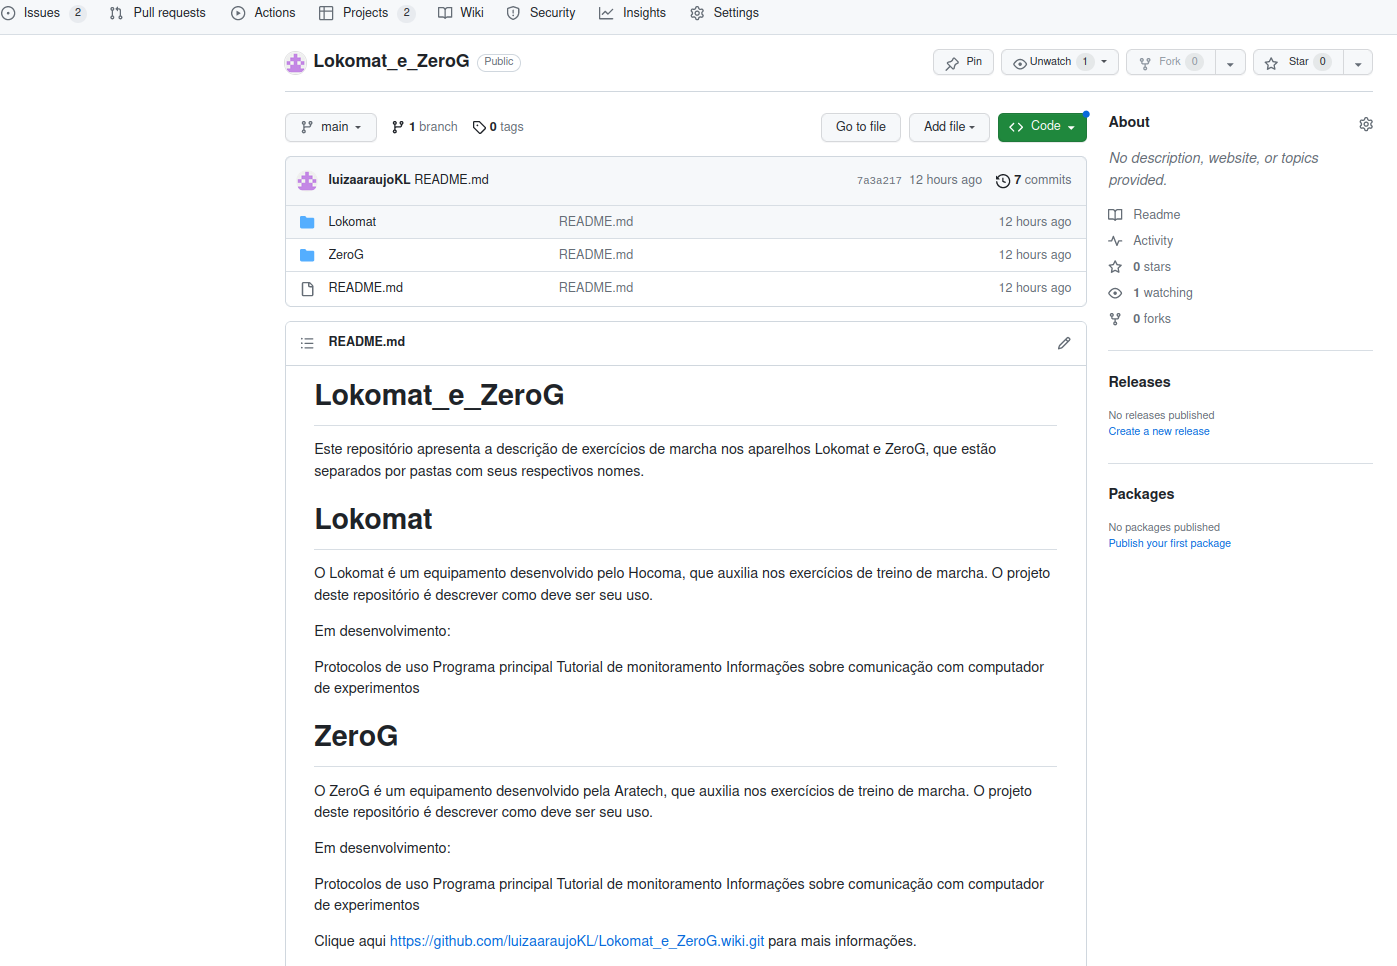 Issues 2 Pull requests Actions Projects 2 Wiki Security Insights Settings
Lokomat_e_ZeroG Public Pin Unwatch 1 Fork 0 Star 0
main 1 branch 0 tags Go to file Add file Code
luizaaraujoKL README.md 7a3a217 12 hours ago 7 commits
Lokomat README.md 12 hours ago
ZeroG README.md 12 hours ago
README.md README.md 12 hours ago
README.md
Lokomat_e_ZeroG
Este repositório apresenta a descrição de exercícios de marcha nos aparelhos Lokomat e ZeroG, que estão
separados por pastas com seus respectivos nomes.
Lokomat
O Lokomat é um equipamento desenvolvido pelo Hocoma, que auxilia nos exercícios de treino de marcha. O projeto
deste repositório é descrever como deve ser seu uso.
Em desenvolvimento:
Protocolos de uso Programa principal Tutorial de monitoramento Informações sobre comunicação com computador
de experimentos
ZeroG
O ZeroG é um equipamento desenvolvido pela Aratech, que auxilia nos exercícios de treino de marcha. O projeto
deste repositório é descrever como deve ser seu uso.
Em desenvolvimento:
Protocolos de uso Programa principal Tutorial de monitoramento Informações sobre comunicação com computador
de experimentos
Clique aqui https://github.com/luizaaraujoKL/Lokomat_e_ZeroG.wiki.git para mais informações.
About
No description, website, or topics
provided.
Readme
Activity
0 stars
1 watching
0 forks
Releases
No releases published
Create a new release
Packages
No packages published
Publish your first package